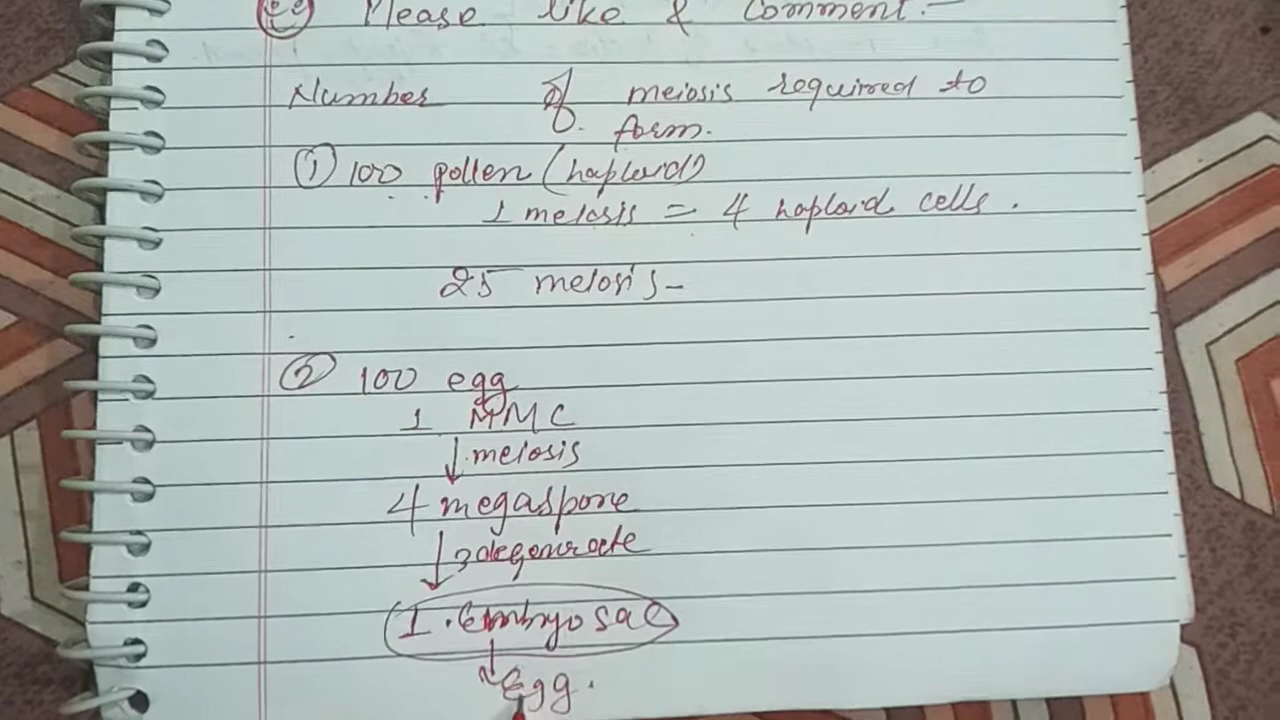 Please like & Comment.-
Number of meiosis required to
form.
① 100 pollen (haploid)
1 meiosis = 4 haploid cells.
25 meiosis-
② 100 egg
1 MMC
↓ meiosis
4 megaspore
↓ 3 degenrate
1. Embryo sac
↓
Egg.